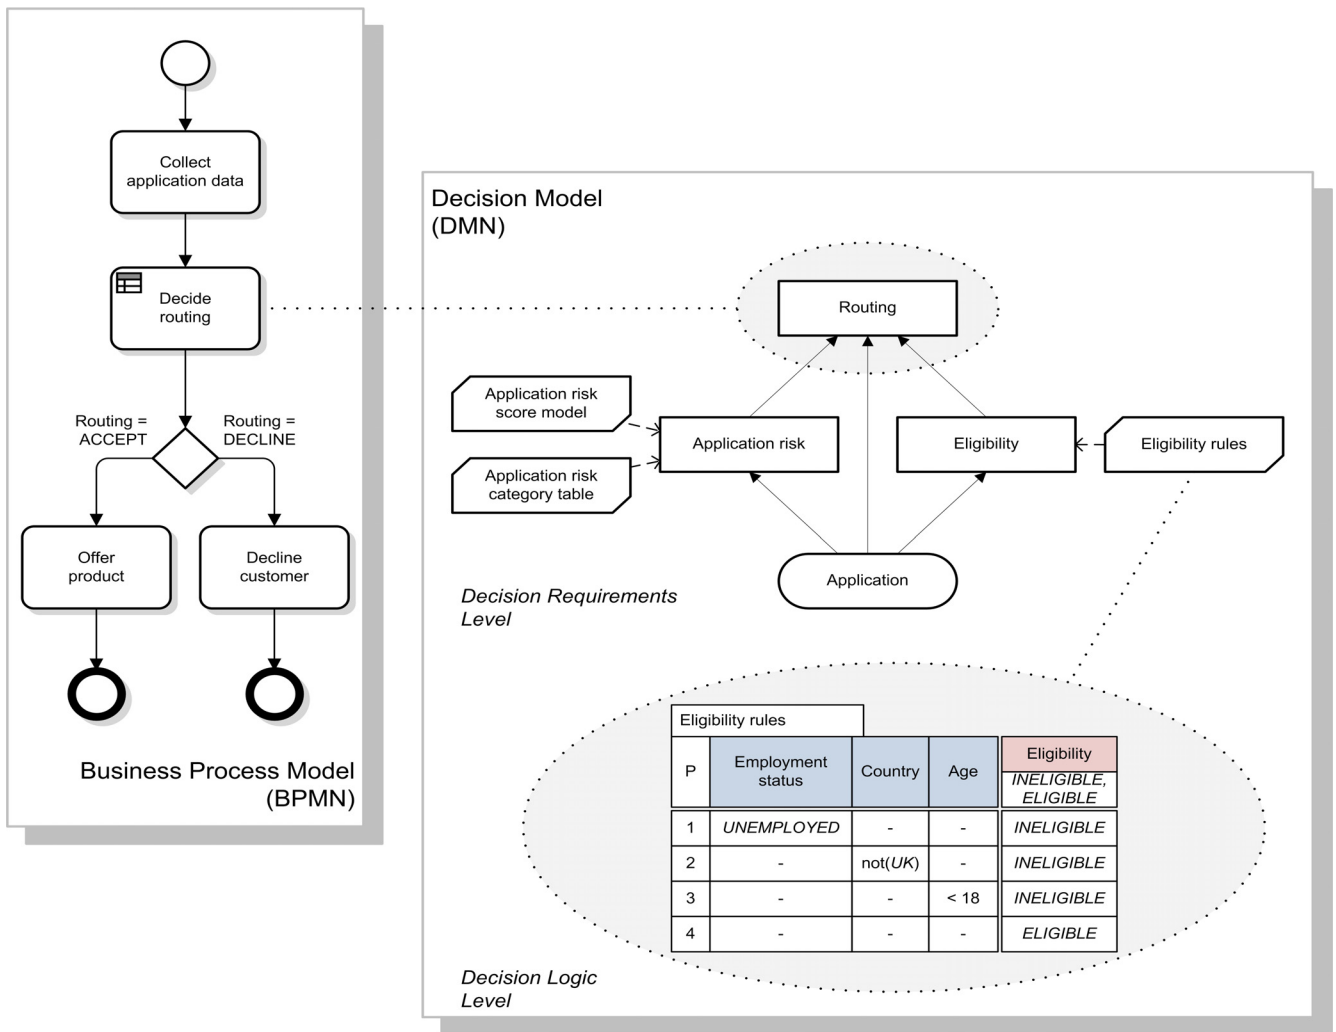 Collect
application data
Decide
routing
Routing =
ACCEPT
Routing =
DECLINE
Offer
product
Decline
customer
Business Process Model
(BPMN)
Decision Model
(DMN)
Routing
Application risk
score model
Application risk
category table
Application risk
Eligibility
Eligibility rules
Application
Decision Requirements
Level
Eligibility rules
P
Employment
status
Country
Age
Eligibility
INELIGIBLE,
ELIGIBLE
1 UNEMPLOYED - - INELIGIBLE
2 - not(UK) - INELIGIBLE
3 - - < 18 INELIGIBLE
4 - - - ELIGIBLE
Decision Logic
Level